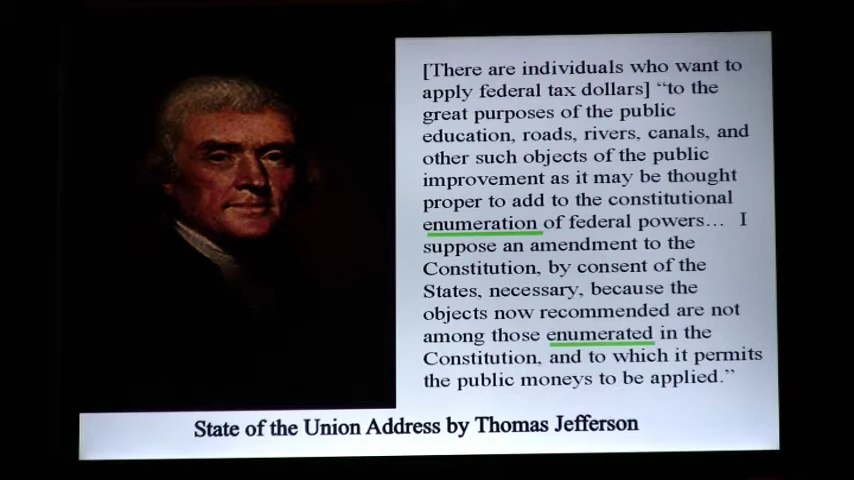 [There are individuals who want to
apply federal tax dollars] “to the
great purposes of the public
education, roads, rivers, canals, and
other such objects of the public
improvement as it may be thought
proper to add to the constitutional
enumeration of federal powers… I
suppose an amendment to the
Constitution, by consent of the
States, necessary, because the
objects now recommended are not
among those enumerated in the
Constitution, and to which it permits
the public moneys to be applied.”
State of the Union Address by Thomas Jefferson